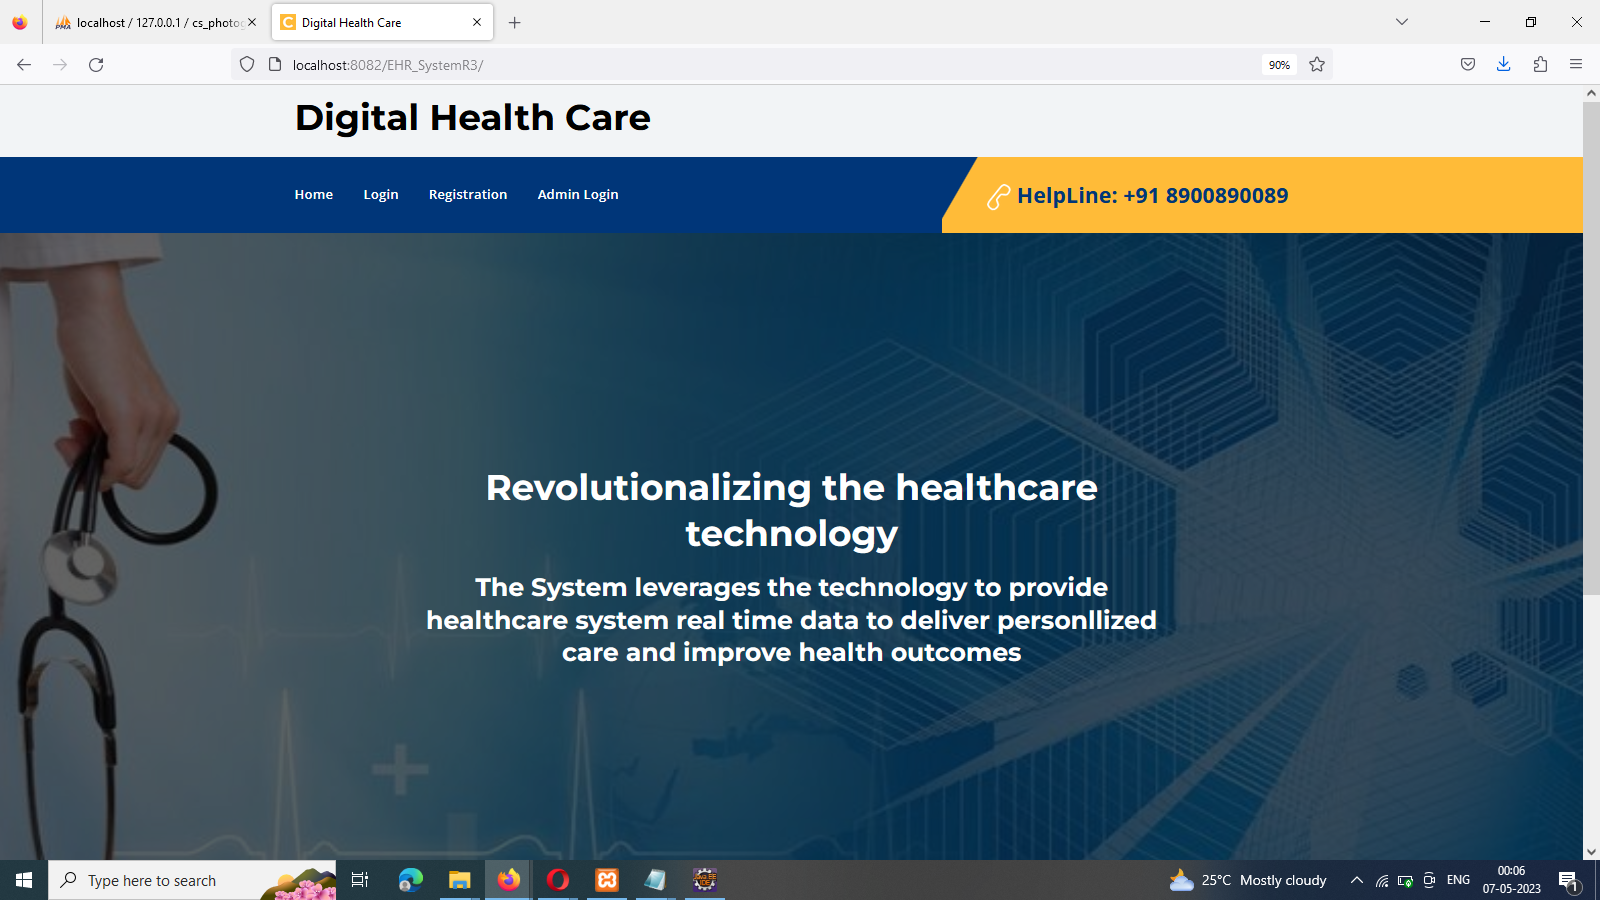 localhost / 127.0.0.1 / cs_photog
Digital Health Care
localhost:8082/EHR_SystemR3/
90%
Digital Health Care
Home Login Registration Admin Login
HelpLine: +91 8900890089
Revolutionalizing the healthcare
technology
The System leverages the technology to provide
healthcare system real time data to deliver personllized
care and improve health outcomes
Type here to search
25°C Mostly cloudy
ENG
00:06
07-05-2023
1